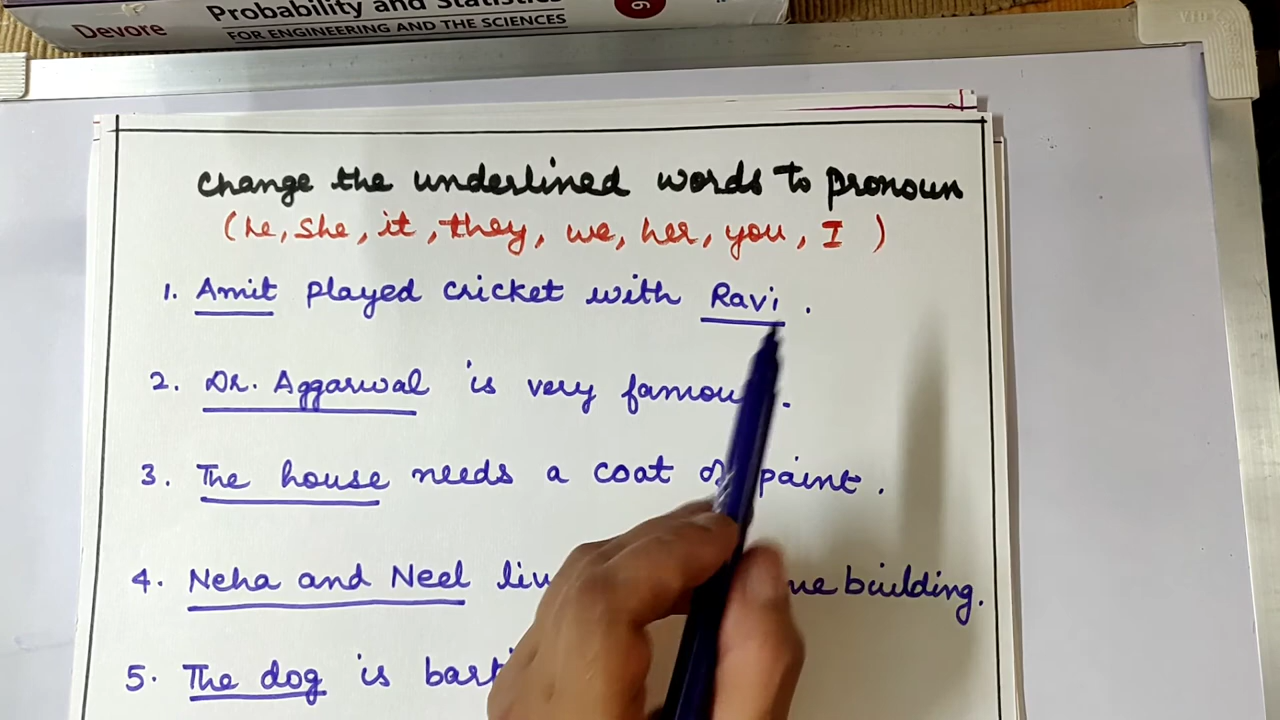 Devore
Probability and Statistics
FOR ENGINEERING AND THE SCIENCES
9
change the underlined words to pronoun
(he, she, it, they, we, her, you, I )
1. Amit played cricket with Ravi .
2. Dr. Aggarwal is very famous.
3. The house needs a coat of paint .
4. Neha and Neel building.
5. The dog is